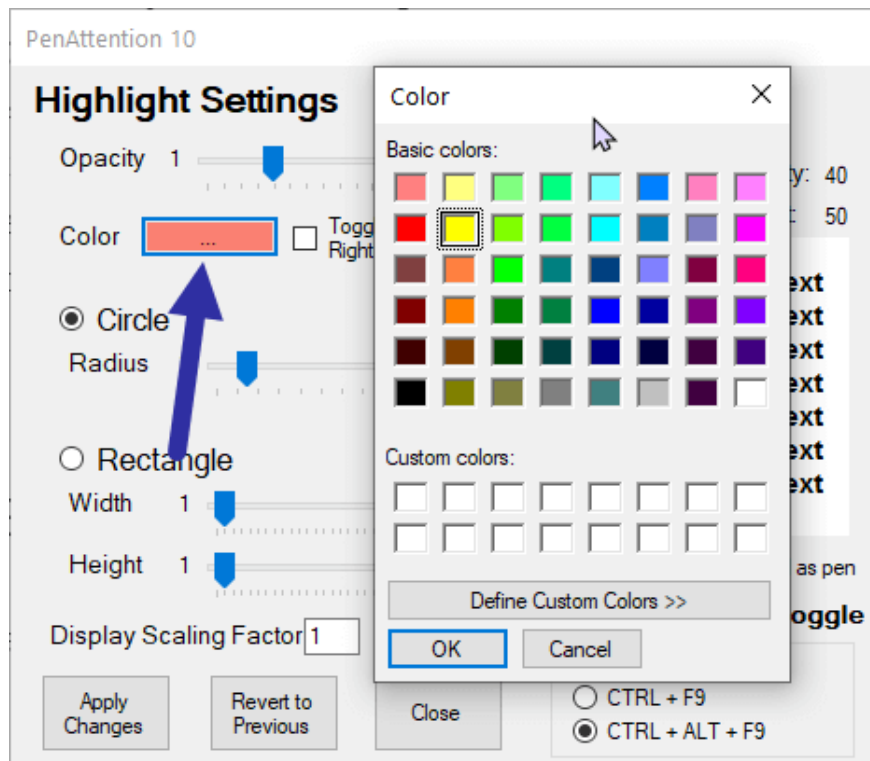 PenAttention 10
Highlight Settings
Opacity 1
Color ...
Togg
Right
Circle
Radius
Rectangle
Width 1
Height 1
Display Scaling Factor 1
Apply Changes
Revert to Previous
Close
Color
Basic colors:
Custom colors:
Define Custom Colors >>
OK
Cancel
ty: 40
t: 50
ext
ext
ext
ext
ext
ext
ext
as pen
oggle
CTRL + F9
CTRL + ALT + F9